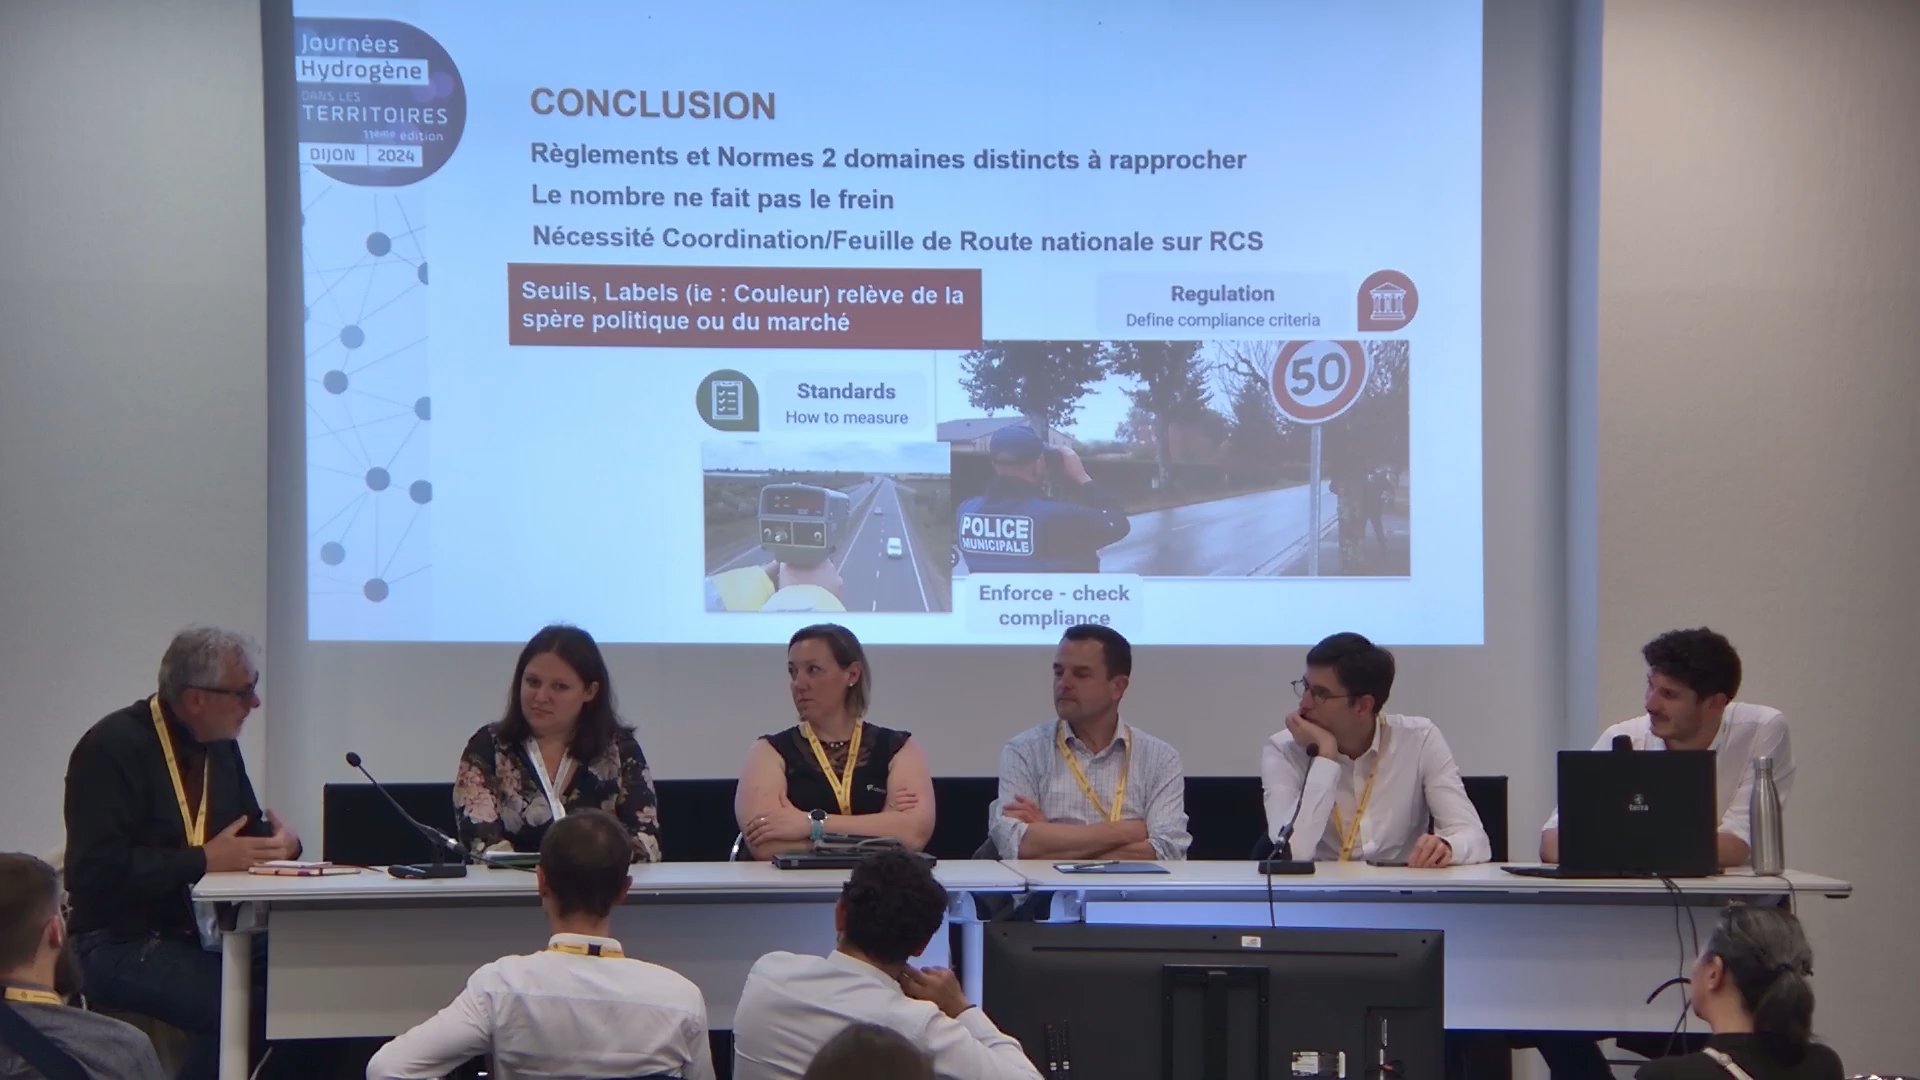 Journées
Hydrogène
DANS LES
TERRITOIRES
11ème édition
DIJON 2024
CONCLUSION
Règlements et Normes 2 domaines distincts à rapprocher
Le nombre ne fait pas le frein
Nécessité Coordination/Feuille de Route nationale sur RCS
Seuils, Labels (ie : Couleur) relève de la
spère politique ou du marché
Regulation
Define compliance criteria
Standards
How to measure
50
POLICE
MUNICIPALE
Enforce - check
compliance
terra